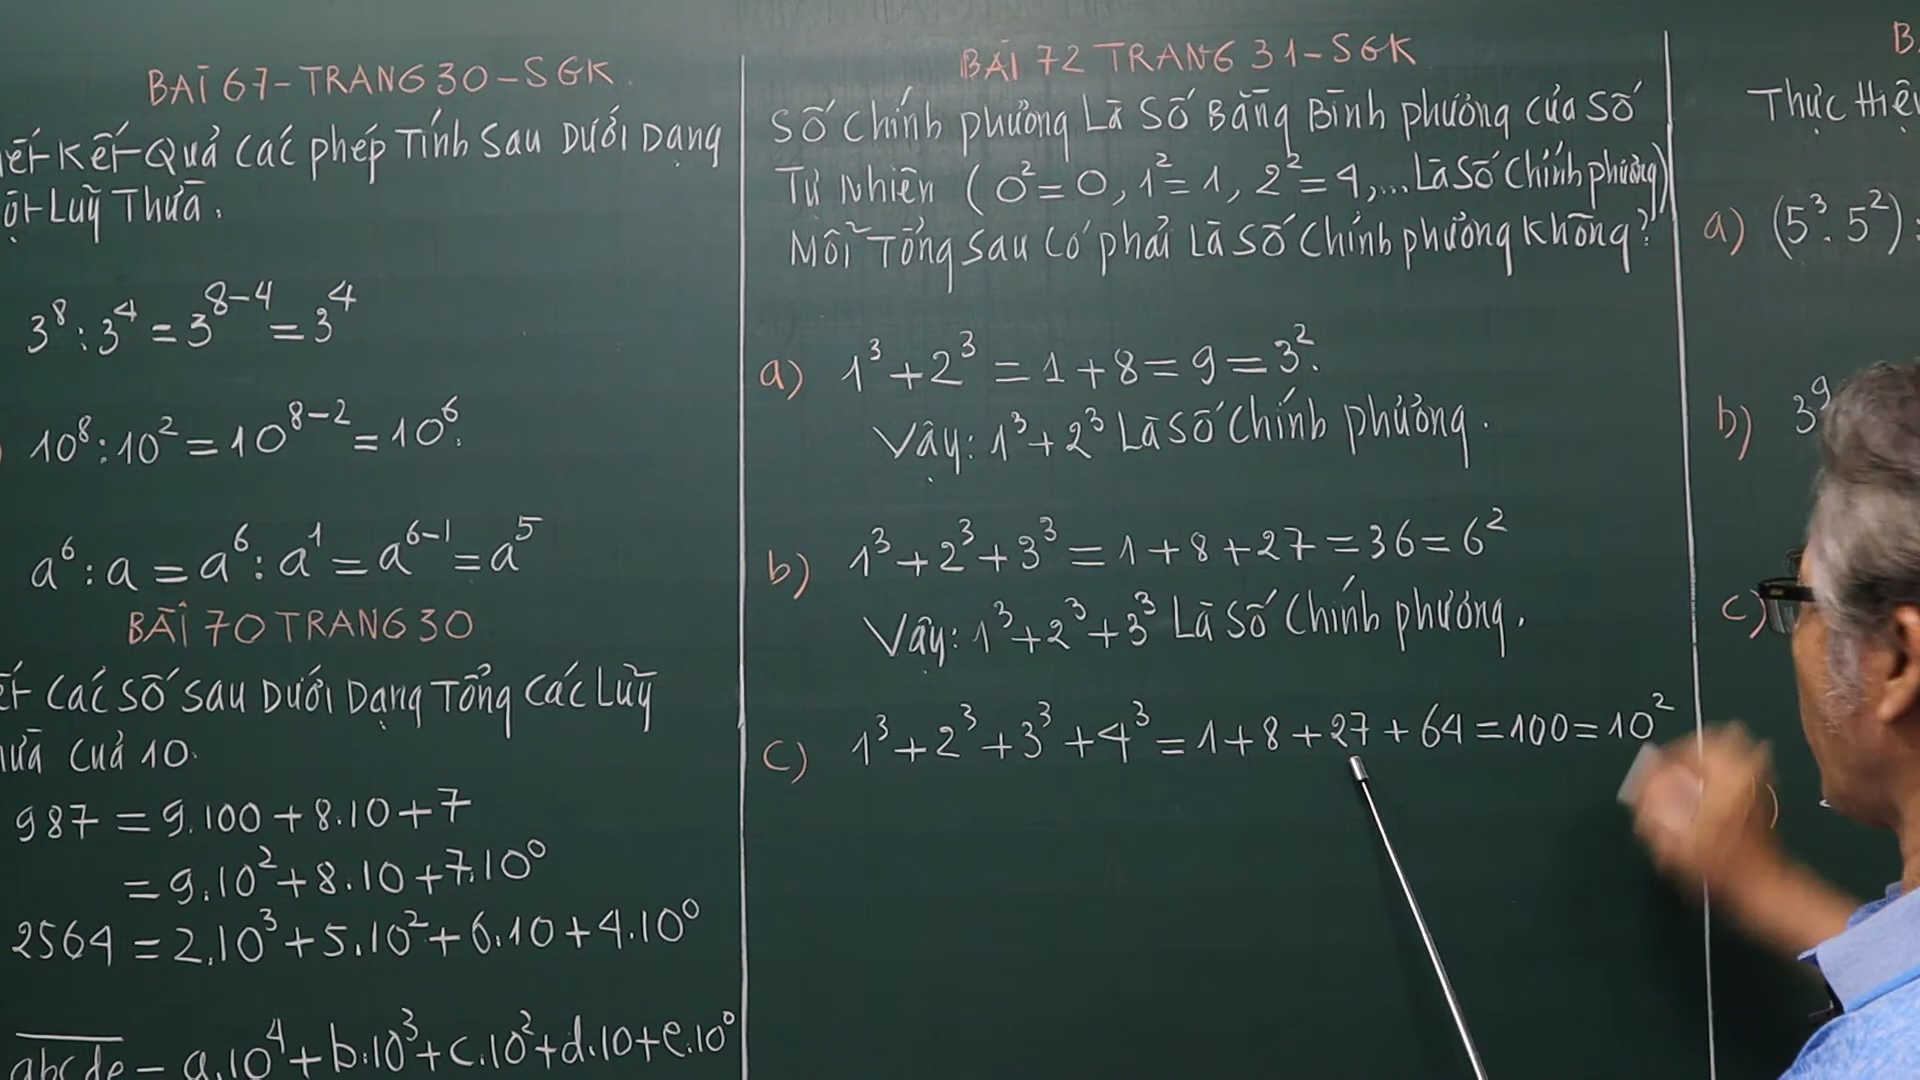 BÀI 67-TRANG 30-SGK
Kết Quả Các phép Tính Sau Dưới Dạng
Luỹ Thừa.
3⁸:3⁴=3⁸⁻⁴=3⁴
10⁸:10²=10⁸⁻²=10⁶.
a⁶:a=a⁶:a¹=a⁶⁻¹=a⁵
BÀI 70 TRANG 30
Các Số Sau Dưới Dạng Tổng Các Luỹ
Của 10.
987=9.100+8.10+7
=9.10²+8.10+7.10⁰
2564=2.10³+5.10²+6.10+4.10⁰
abcde=a.10⁴+b.10³+c.10²+d.10+e.10⁰
BÀI 72 TRANG 31-SGK
Số Chính phương Là Số Bằng Bình phương Của Số
Tự Nhiên (0²=0, 1²=1, 2²=4,... Là Số Chính phương)
Mỗi Tổng Sau Có phải Là Số Chính phương Không?
a) 1³+2³=1+8=9=3².
Vậy: 1³+2³ Là Số Chính phương.
b) 1³+2³+3³=1+8+27=36=6²
Vậy: 1³+2³+3³ Là Số Chính phương.
c) 1³+2³+3³+4³=1+8+27+64=100=10²
Thực Hiệ
a) (5³.5²):
b) 3⁹
c)